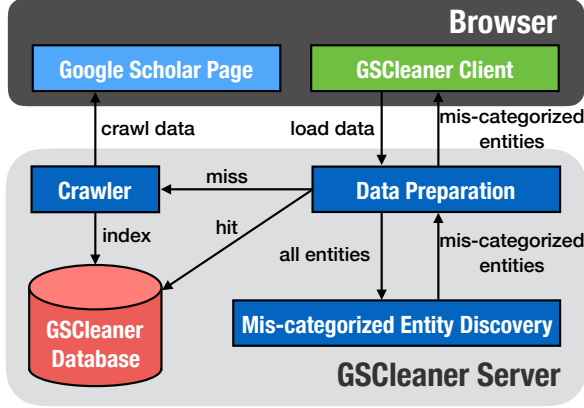 Browser
Google Scholar Page
GSCleaner Client
crawl data
load data
mis-categorized
entities
Crawler
miss
Data Preparation
index
hit
all entities
mis-categorized
entities
GSCleaner
Database
Mis-categorized Entity Discovery
GSCleaner Server